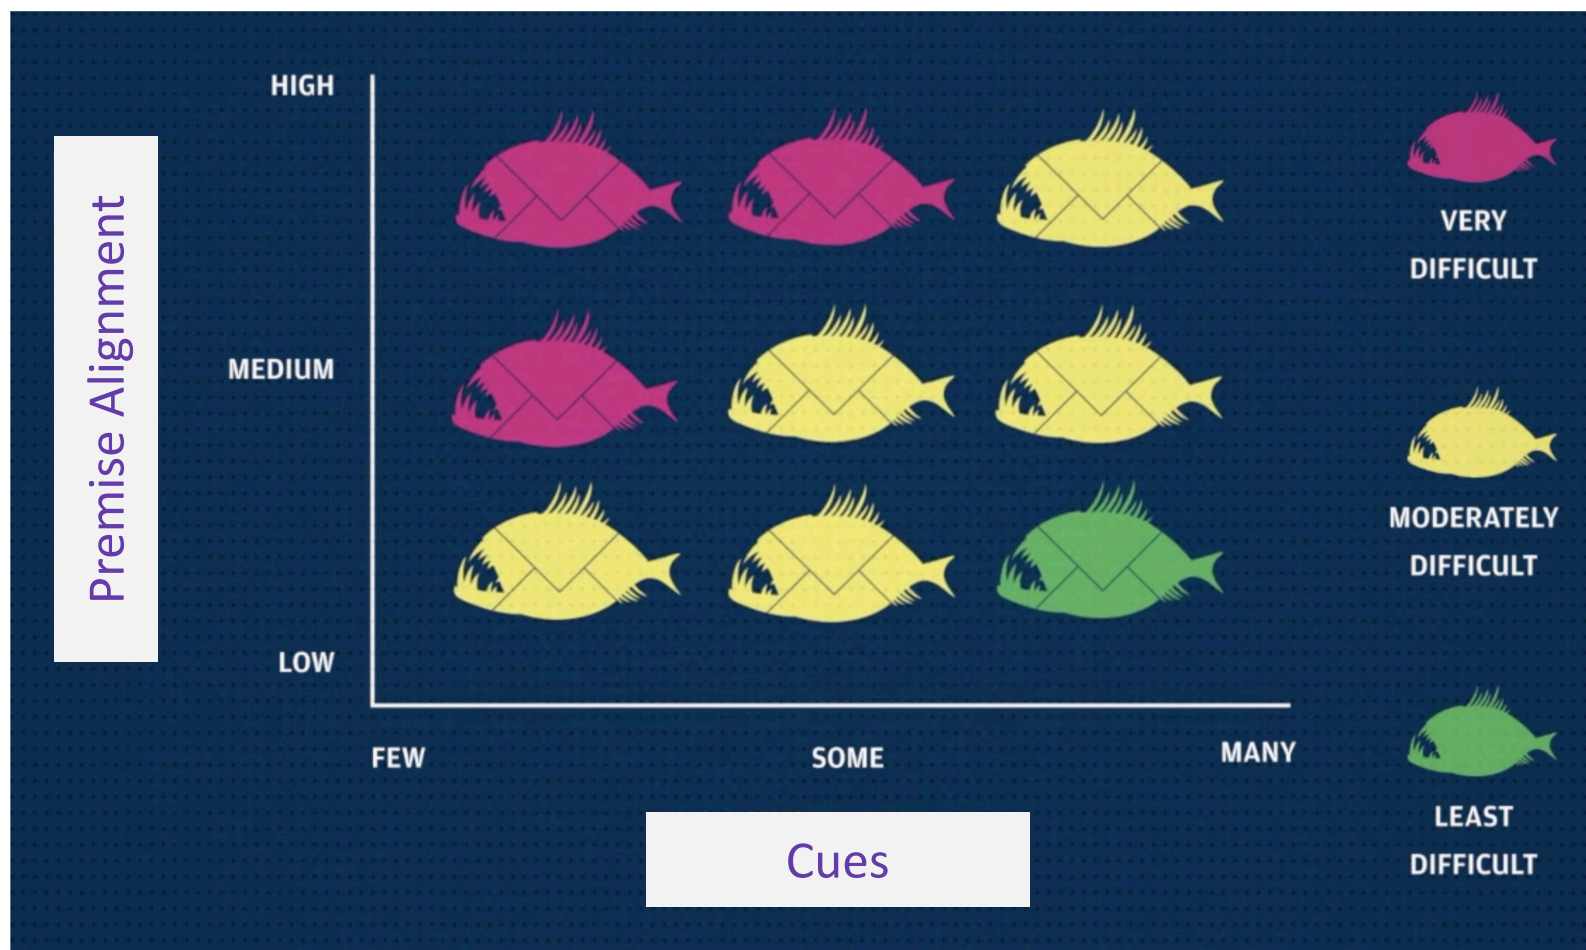 HIGH
MEDIUM
LOW
Premise Alignment
FEW
SOME
MANY
Cues
VERY
DIFFICULT
MODERATELY
DIFFICULT
LEAST
DIFFICULT